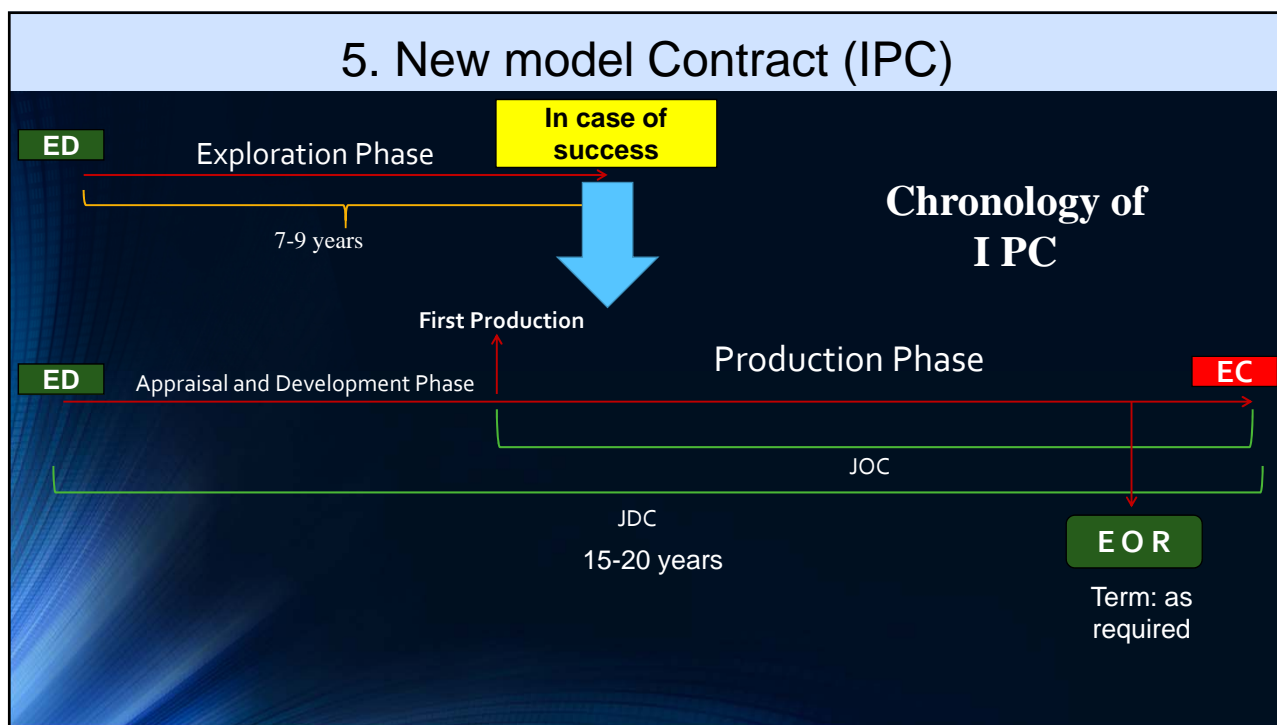 5. New model Contract (IPC)
In case of
success
ED
Exploration Phase
7-9 years
Chronology of
I PC
First Production
Production Phase
ED
Appraisal and Development Phase
EC
JOC
JDC
15-20 years
E O R
Term: as
required